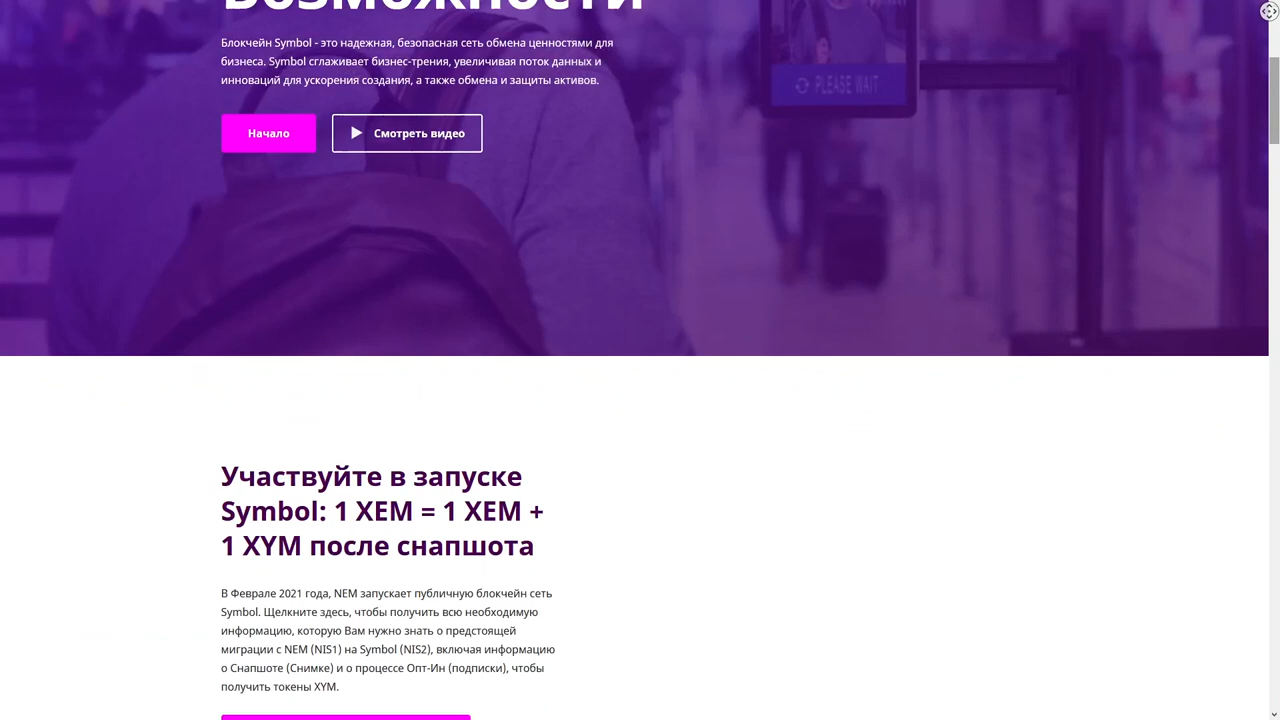 Возможности
Блокчейн Symbol - это надежная, безопасная сеть обмена ценностями для
бизнеса. Symbol сглаживает бизнес-трения, увеличивая поток данных и
инноваций для ускорения создания, а также обмена и защиты активов.
PLEASE WAIT
Начало
Смотреть видео
Участвуйте в запуске
Symbol: 1 XEM = 1 XEM +
1 XYM после снапшота
В Феврале 2021 года, NEM запускает публичную блокчейн сеть
Symbol. Щелкните здесь, чтобы получить всю необходимую
информацию, которую Вам нужно знать о предстоящей
миграции с NEM (NIS1) на Symbol (NIS2), включая информацию
о Снапшоте (Снимке) и о процессе Опт-Ин (подписки), чтобы
получить токены XYM.